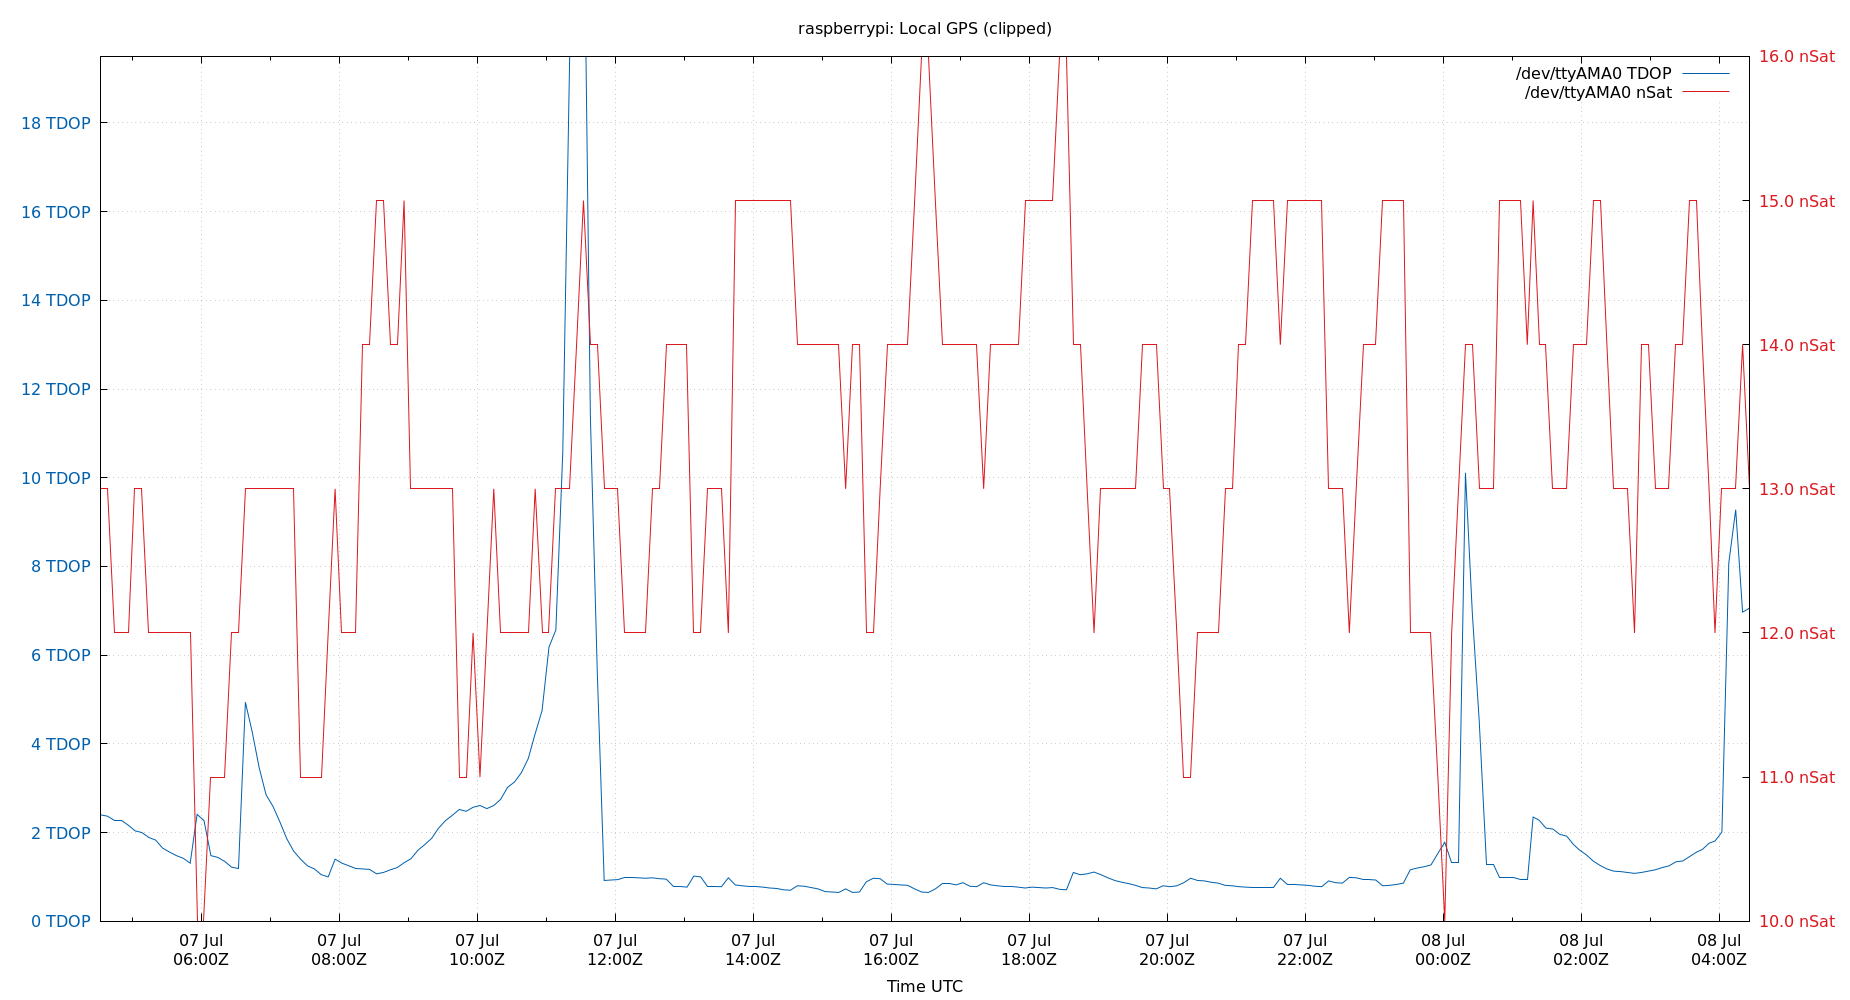 raspberrypi: Local GPS (clipped)
/dev/ttyAMA0 TDOP
/dev/ttyAMA0 nSat
18 TDOP
16 TDOP
14 TDOP
12 TDOP
10 TDOP
8 TDOP
6 TDOP
4 TDOP
2 TDOP
0 TDOP
16.0 nSat
15.0 nSat
14.0 nSat
13.0 nSat
12.0 nSat
11.0 nSat
10.0 nSat
07 Jul 07 Jul 07 Jul 07 Jul 07 Jul 07 Jul 07 Jul 07 Jul 07 Jul 08 Jul 08 Jul 08 Jul
06:00Z 08:00Z 10:00Z 12:00Z 14:00Z 16:00Z 18:00Z 20:00Z 22:00Z 00:00Z 02:00Z 04:00Z
Time UTC